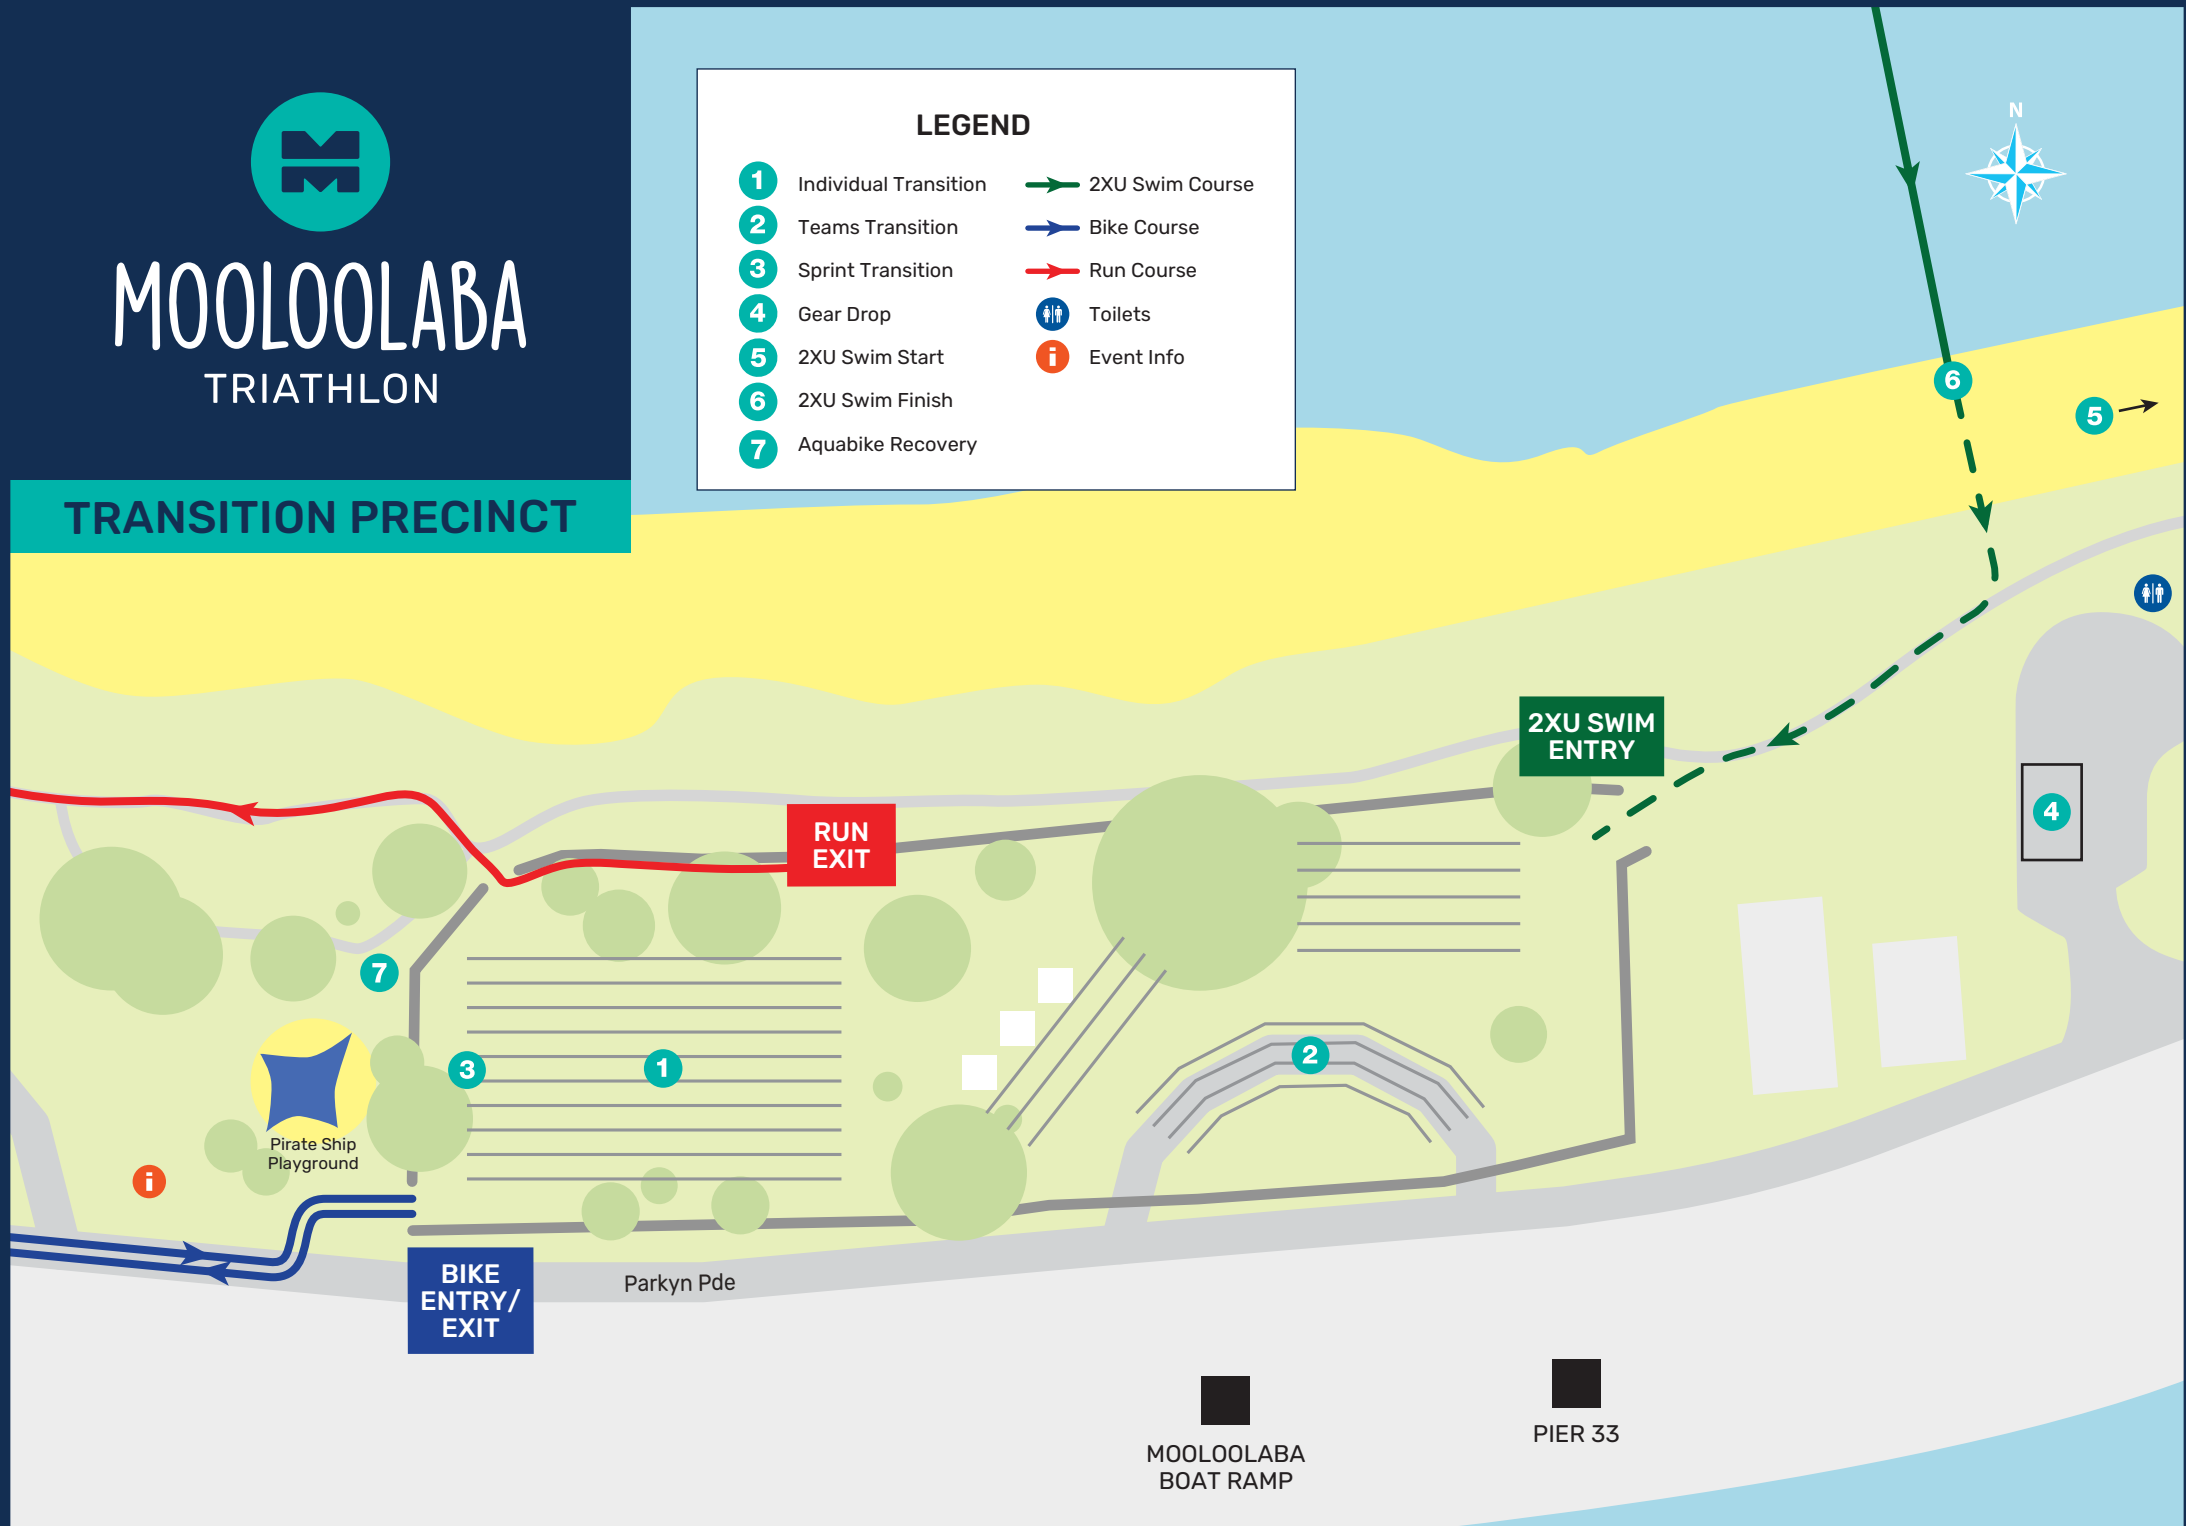 MOOLOOLABA
TRIATHLON
TRANSITION PRECINCT
LEGEND
1 Individual Transition
2 Teams Transition
3 Sprint Transition
4 Gear Drop
5 2XU Swim Start
6 2XU Swim Finish
7 Aquabike Recovery
2XU Swim Course
Bike Course
Run Course
Toilets
i Event Info
N
6
5
2XU SWIM
ENTRY
RUN
EXIT
4
7
3
1
2
Pirate Ship
Playground
i
BIKE
ENTRY/
EXIT
Parkyn Pde
MOOLOOLABA
BOAT RAMP
PIER 33